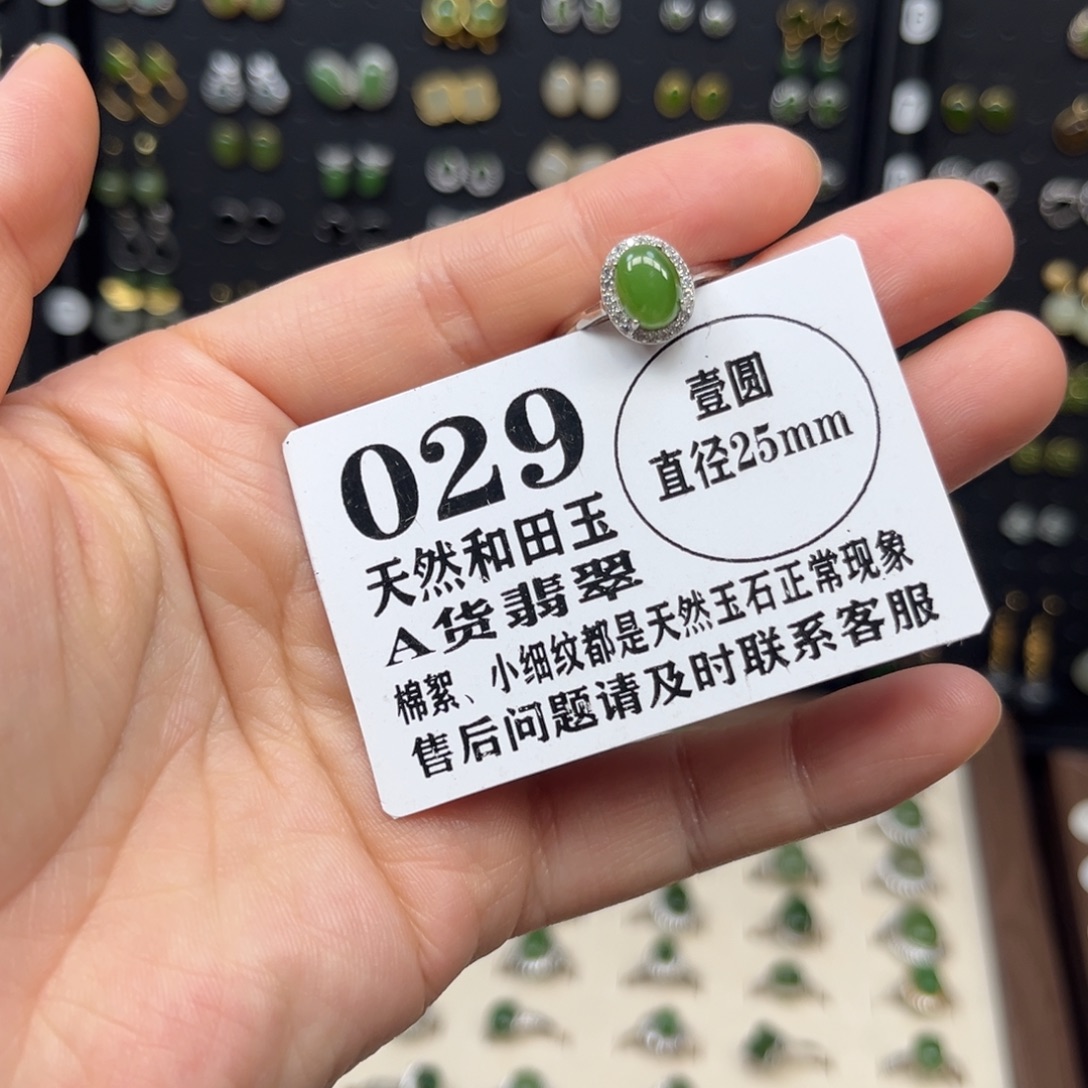 029
壹圆
直径25mm
天然和田玉
A货翡翠
棉絮、小细纹都是天然玉石正常现象
售后问题请及时联系客服